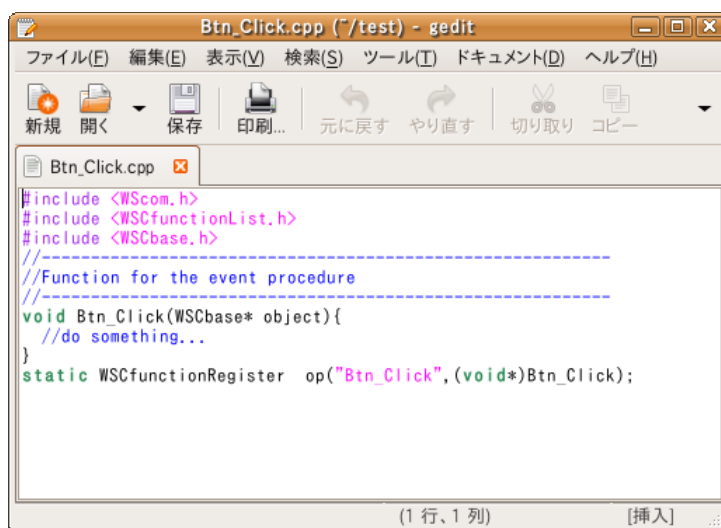 Btn_Click.cpp (~/test) - gedit
ファイル(F) 編集(E) 表示(V) 検索(S) ツール(T) ドキュメント(D) ヘルプ(H)
新規 開く 保存 印刷... 元に戻す やり直す 切り取り コピー
Btn_Click.cpp
#include <WScom.h>
#include <WSCfunctionList.h>
#include <WSCbase.h>
//----------------------------------------------------------
//Function for the event procedure
//----------------------------------------------------------
void Btn_Click(WSCbase* object){
  //do something...
}
static WSCfunctionRegister  op("Btn_Click",(void*)Btn_Click);
(1 行、1 列) [挿入]